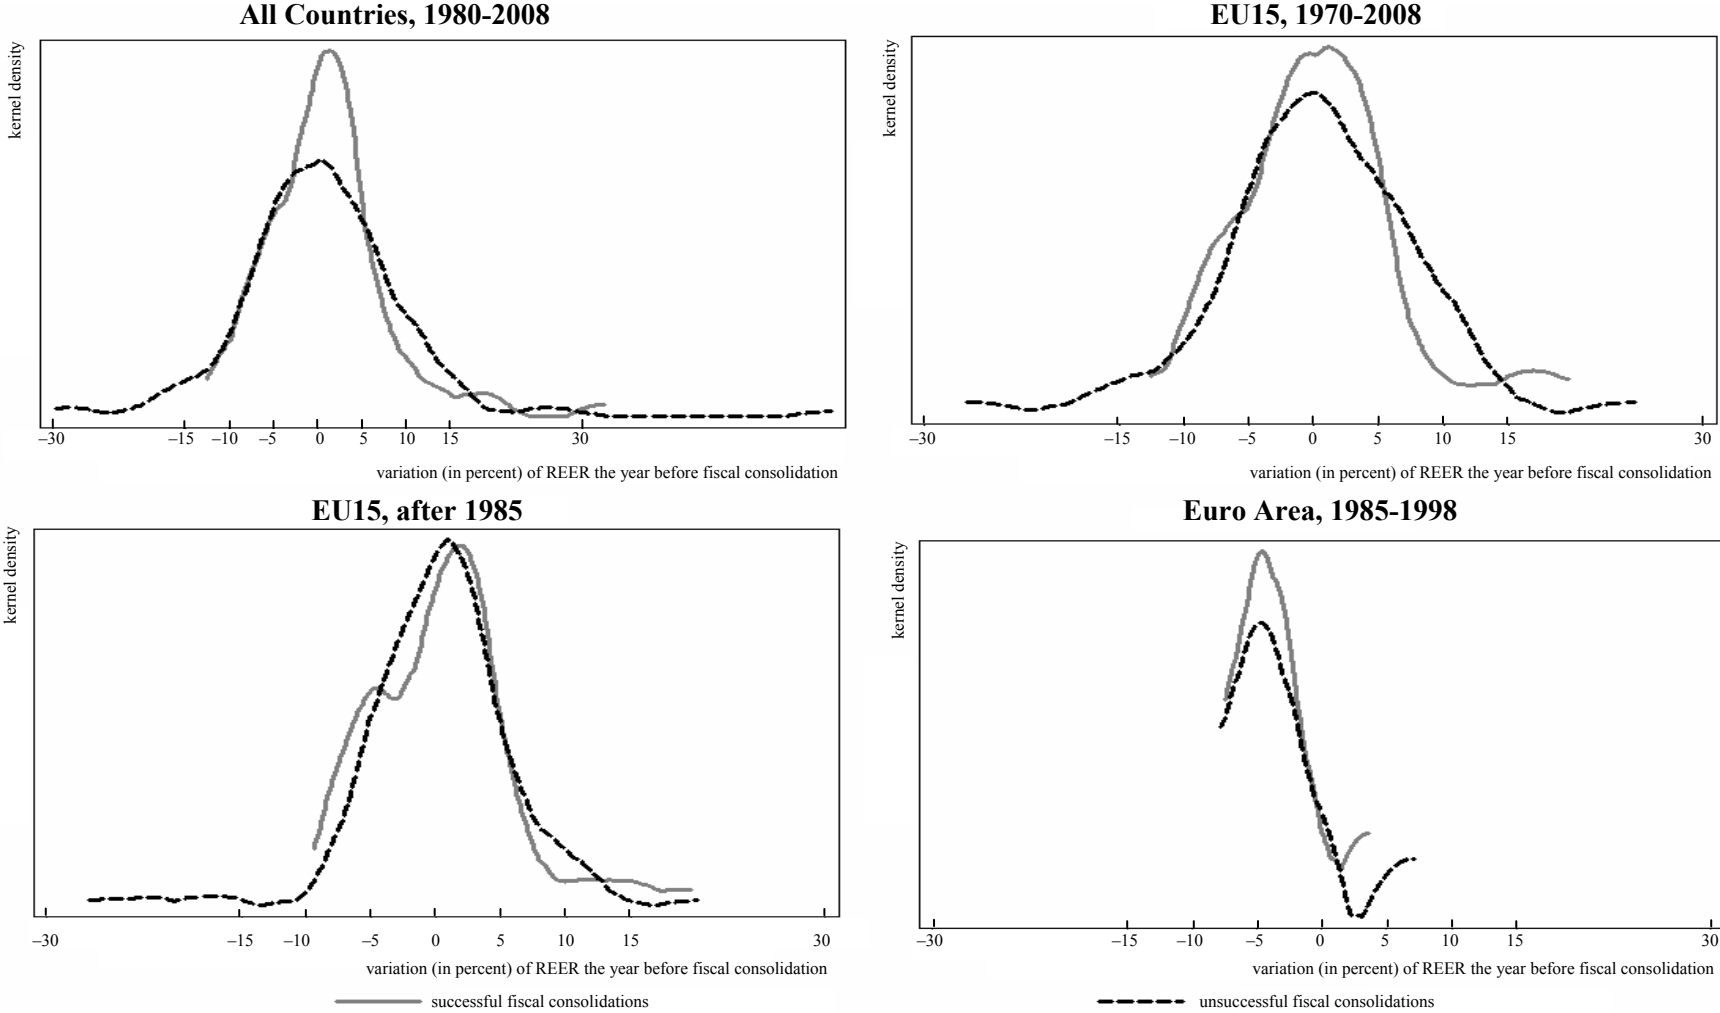 All Countries, 1980-2008
kernel density
–30 –15 –10 –5 0 5 10 15 30
variation (in percent) of REER the year before fiscal consolidation
EU15, 1970-2008
kernel density
–30 –15 –10 –5 0 5 10 15 30
variation (in percent) of REER the year before fiscal consolidation
EU15, after 1985
kernel density
–30 –15 –10 –5 0 5 10 15 30
variation (in percent) of REER the year before fiscal consolidation
Euro Area, 1985-1998
kernel density
–30 –15 –10 –5 0 5 10 15 30
variation (in percent) of REER the year before fiscal consolidation
successful fiscal consolidations
unsuccessful fiscal consolidations